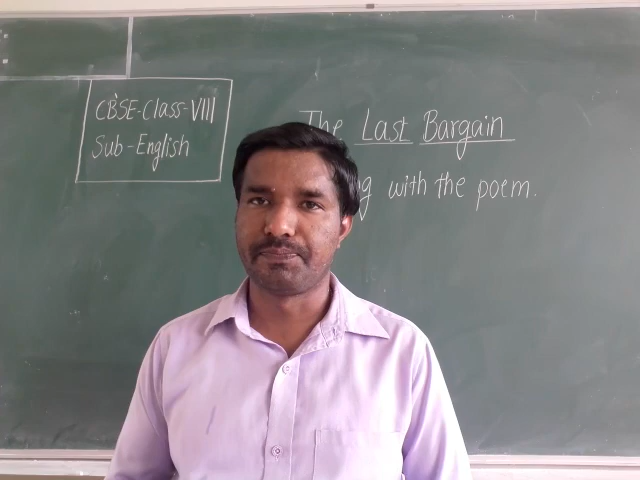 CBSE-Class-VIII
Sub-English
The Last Bargain
with the poem.